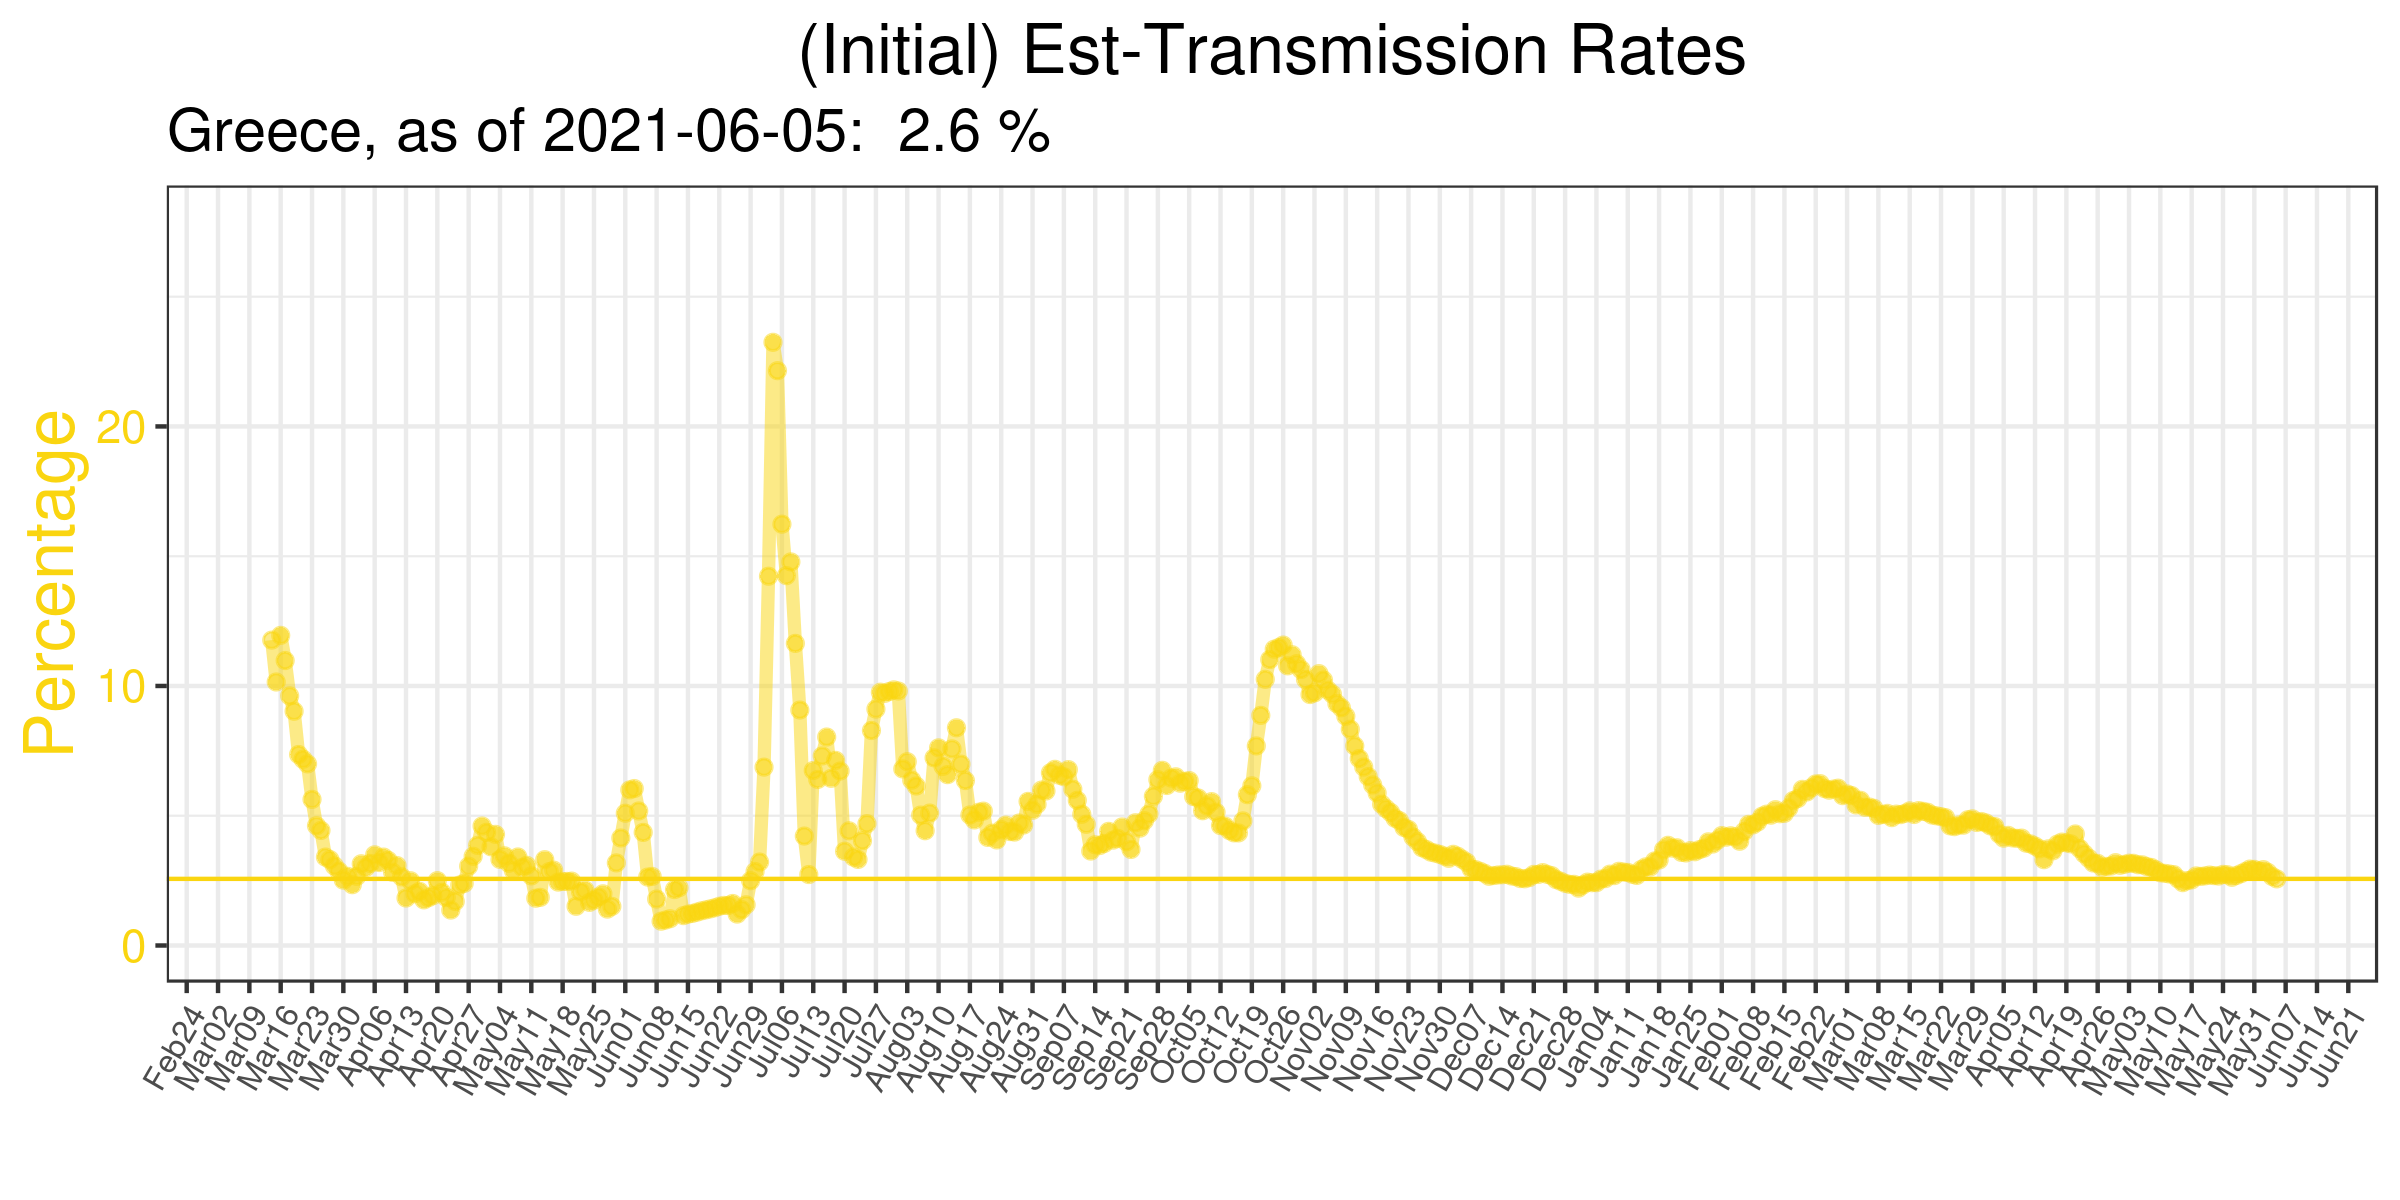 (Initial) Est-Transmission Rates
Greece, as of 2021-06-05:  2.6 %
Percentage
20
10
0
Feb24
Mar02
Mar09
Mar16
Mar23
Mar30
Apr06
Apr13
Apr20
Apr27
May04
May11
May18
May25
Jun01
Jun08
Jun15
Jun22
Jun29
Jul06
Jul13
Jul20
Jul27
Aug03
Aug10
Aug17
Aug24
Aug31
Sep07
Sep14
Sep21
Sep28
Oct05
Oct12
Oct19
Oct26
Nov02
Nov09
Nov16
Nov23
Nov30
Dec07
Dec14
Dec21
Dec28
Jan04
Jan11
Jan18
Jan25
Feb01
Feb08
Feb15
Feb22
Mar01
Mar08
Mar15
Mar22
Mar29
Apr05
Apr12
Apr19
Apr26
May03
May10
May17
May24
May31
Jun07
Jun14
Jun21